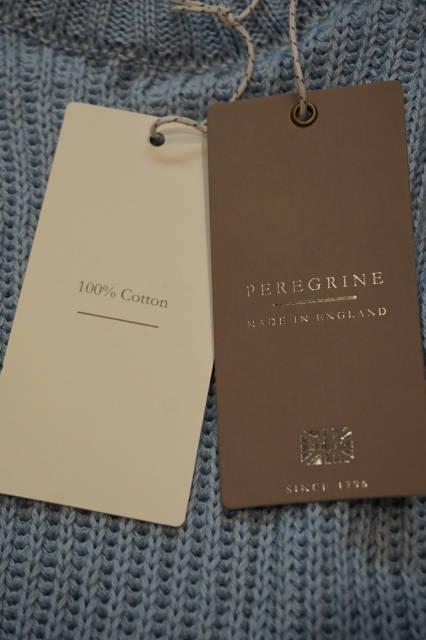 100% Cotton
PEREGRINE
MADE IN ENGLAND
SINCE 1796